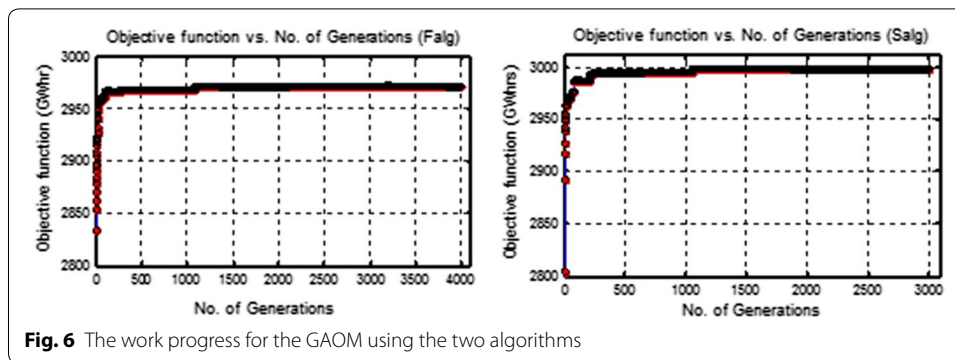 Objective function vs. No. of Generations (Falg)
Objective function (GWhr)
3000
2950
2900
2850
2800
0 500 1000 1500 2000 2500 3000 3500 4000
No. of Generations
Objective function vs. No. of Generations (Salg)
Objective function (GWhrs)
3000
2950
2900
2850
2800
0 500 1000 1500 2000 2500 3000
No. of Generations
Fig. 6 The work progress for the GAOM using the two algorithms